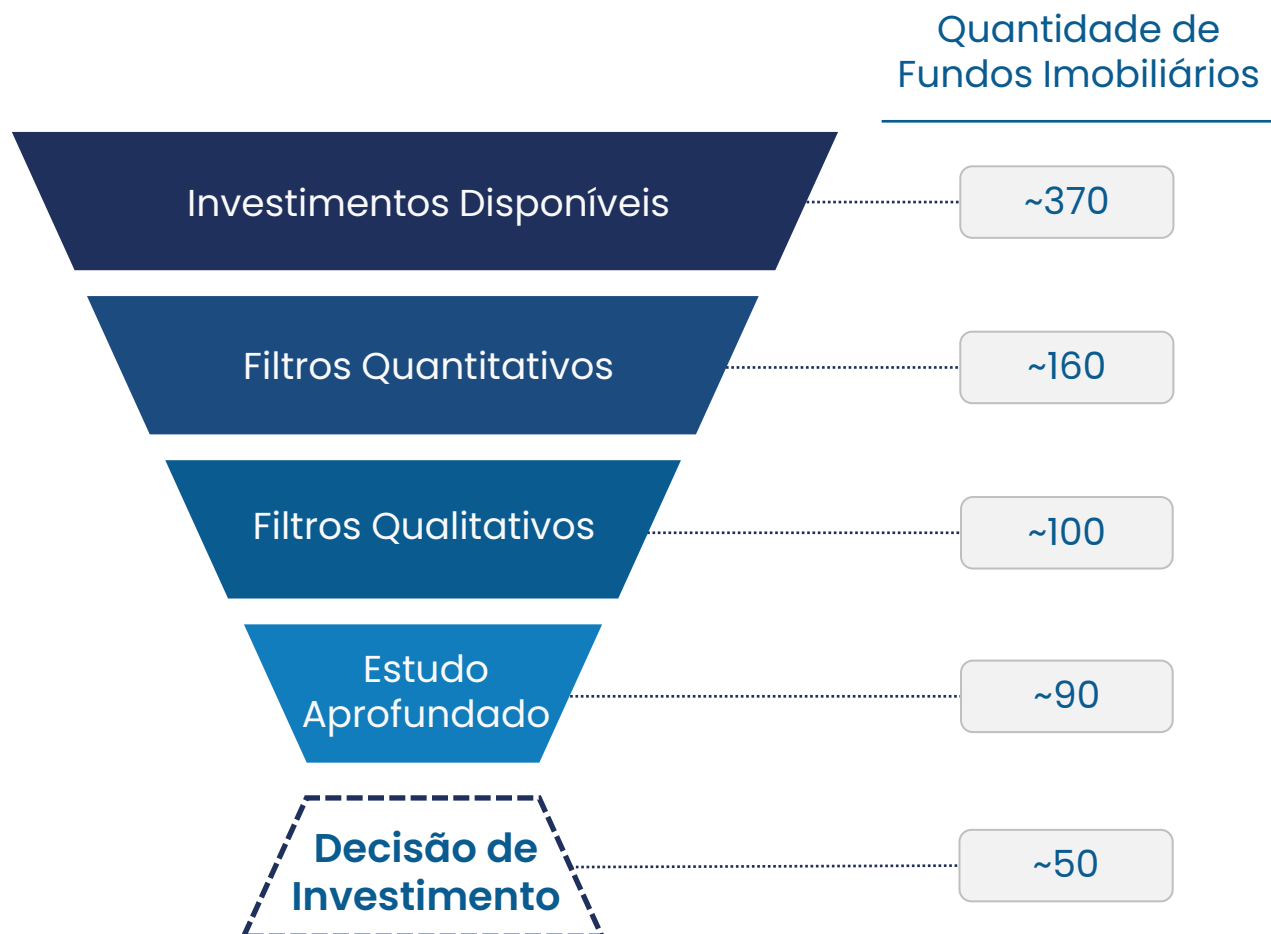 Quantidade de
Fundos Imobiliários
Investimentos Disponíveis
~370
Filtros Quantitativos
~160
Filtros Qualitativos
~100
Estudo
Aprofundado
~90
Decisão de
Investimento
~50